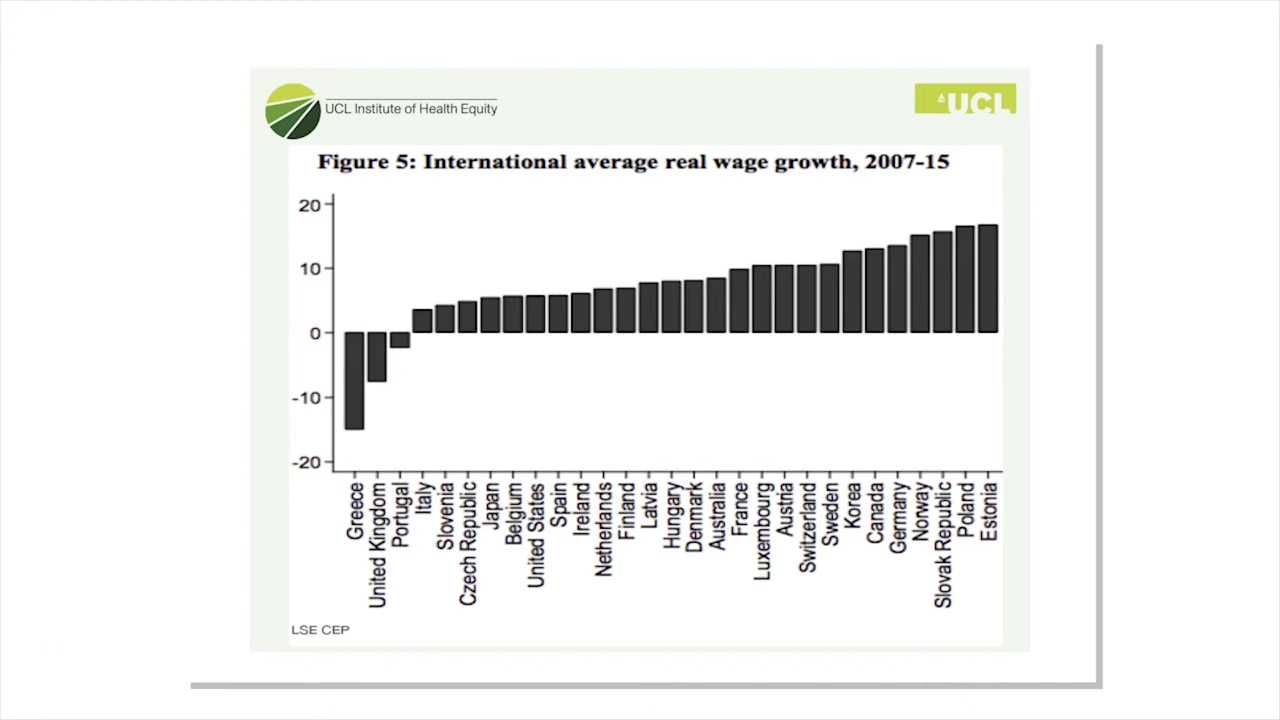 UCL Institute of Health Equity
UCL
Figure 5: International average real wage growth, 2007-15
20
10
0
-10
-20
Greece
United Kingdom
Portugal
Italy
Slovenia
Czech Republic
Japan
Belgium
United States
Spain
Ireland
Netherlands
Finland
Latvia
Hungary
Denmark
Australia
France
Luxembourg
Austria
Switzerland
Sweden
Korea
Canada
Germany
Norway
Slovak Republic
Poland
Estonia
LSE CEP